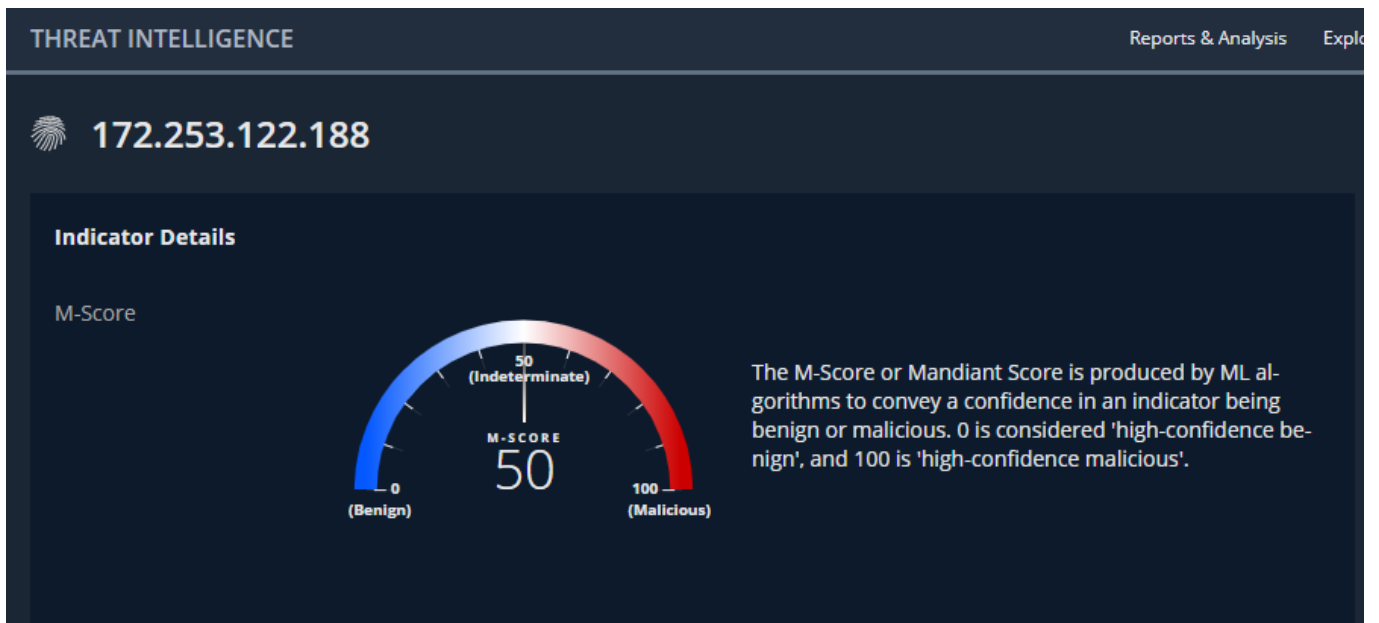 THREAT INTELLIGENCE
Reports & Analysis
Explo
172.253.122.188
Indicator Details
M-Score
50
(Indeterminate)
M-SCORE
50
0
(Benign)
100
(Malicious)
The M-Score or Mandiant Score is produced by ML al-
gorithms to convey a confidence in an indicator being
benign or malicious. 0 is considered 'high-confidence be-
nign', and 100 is 'high-confidence malicious'.